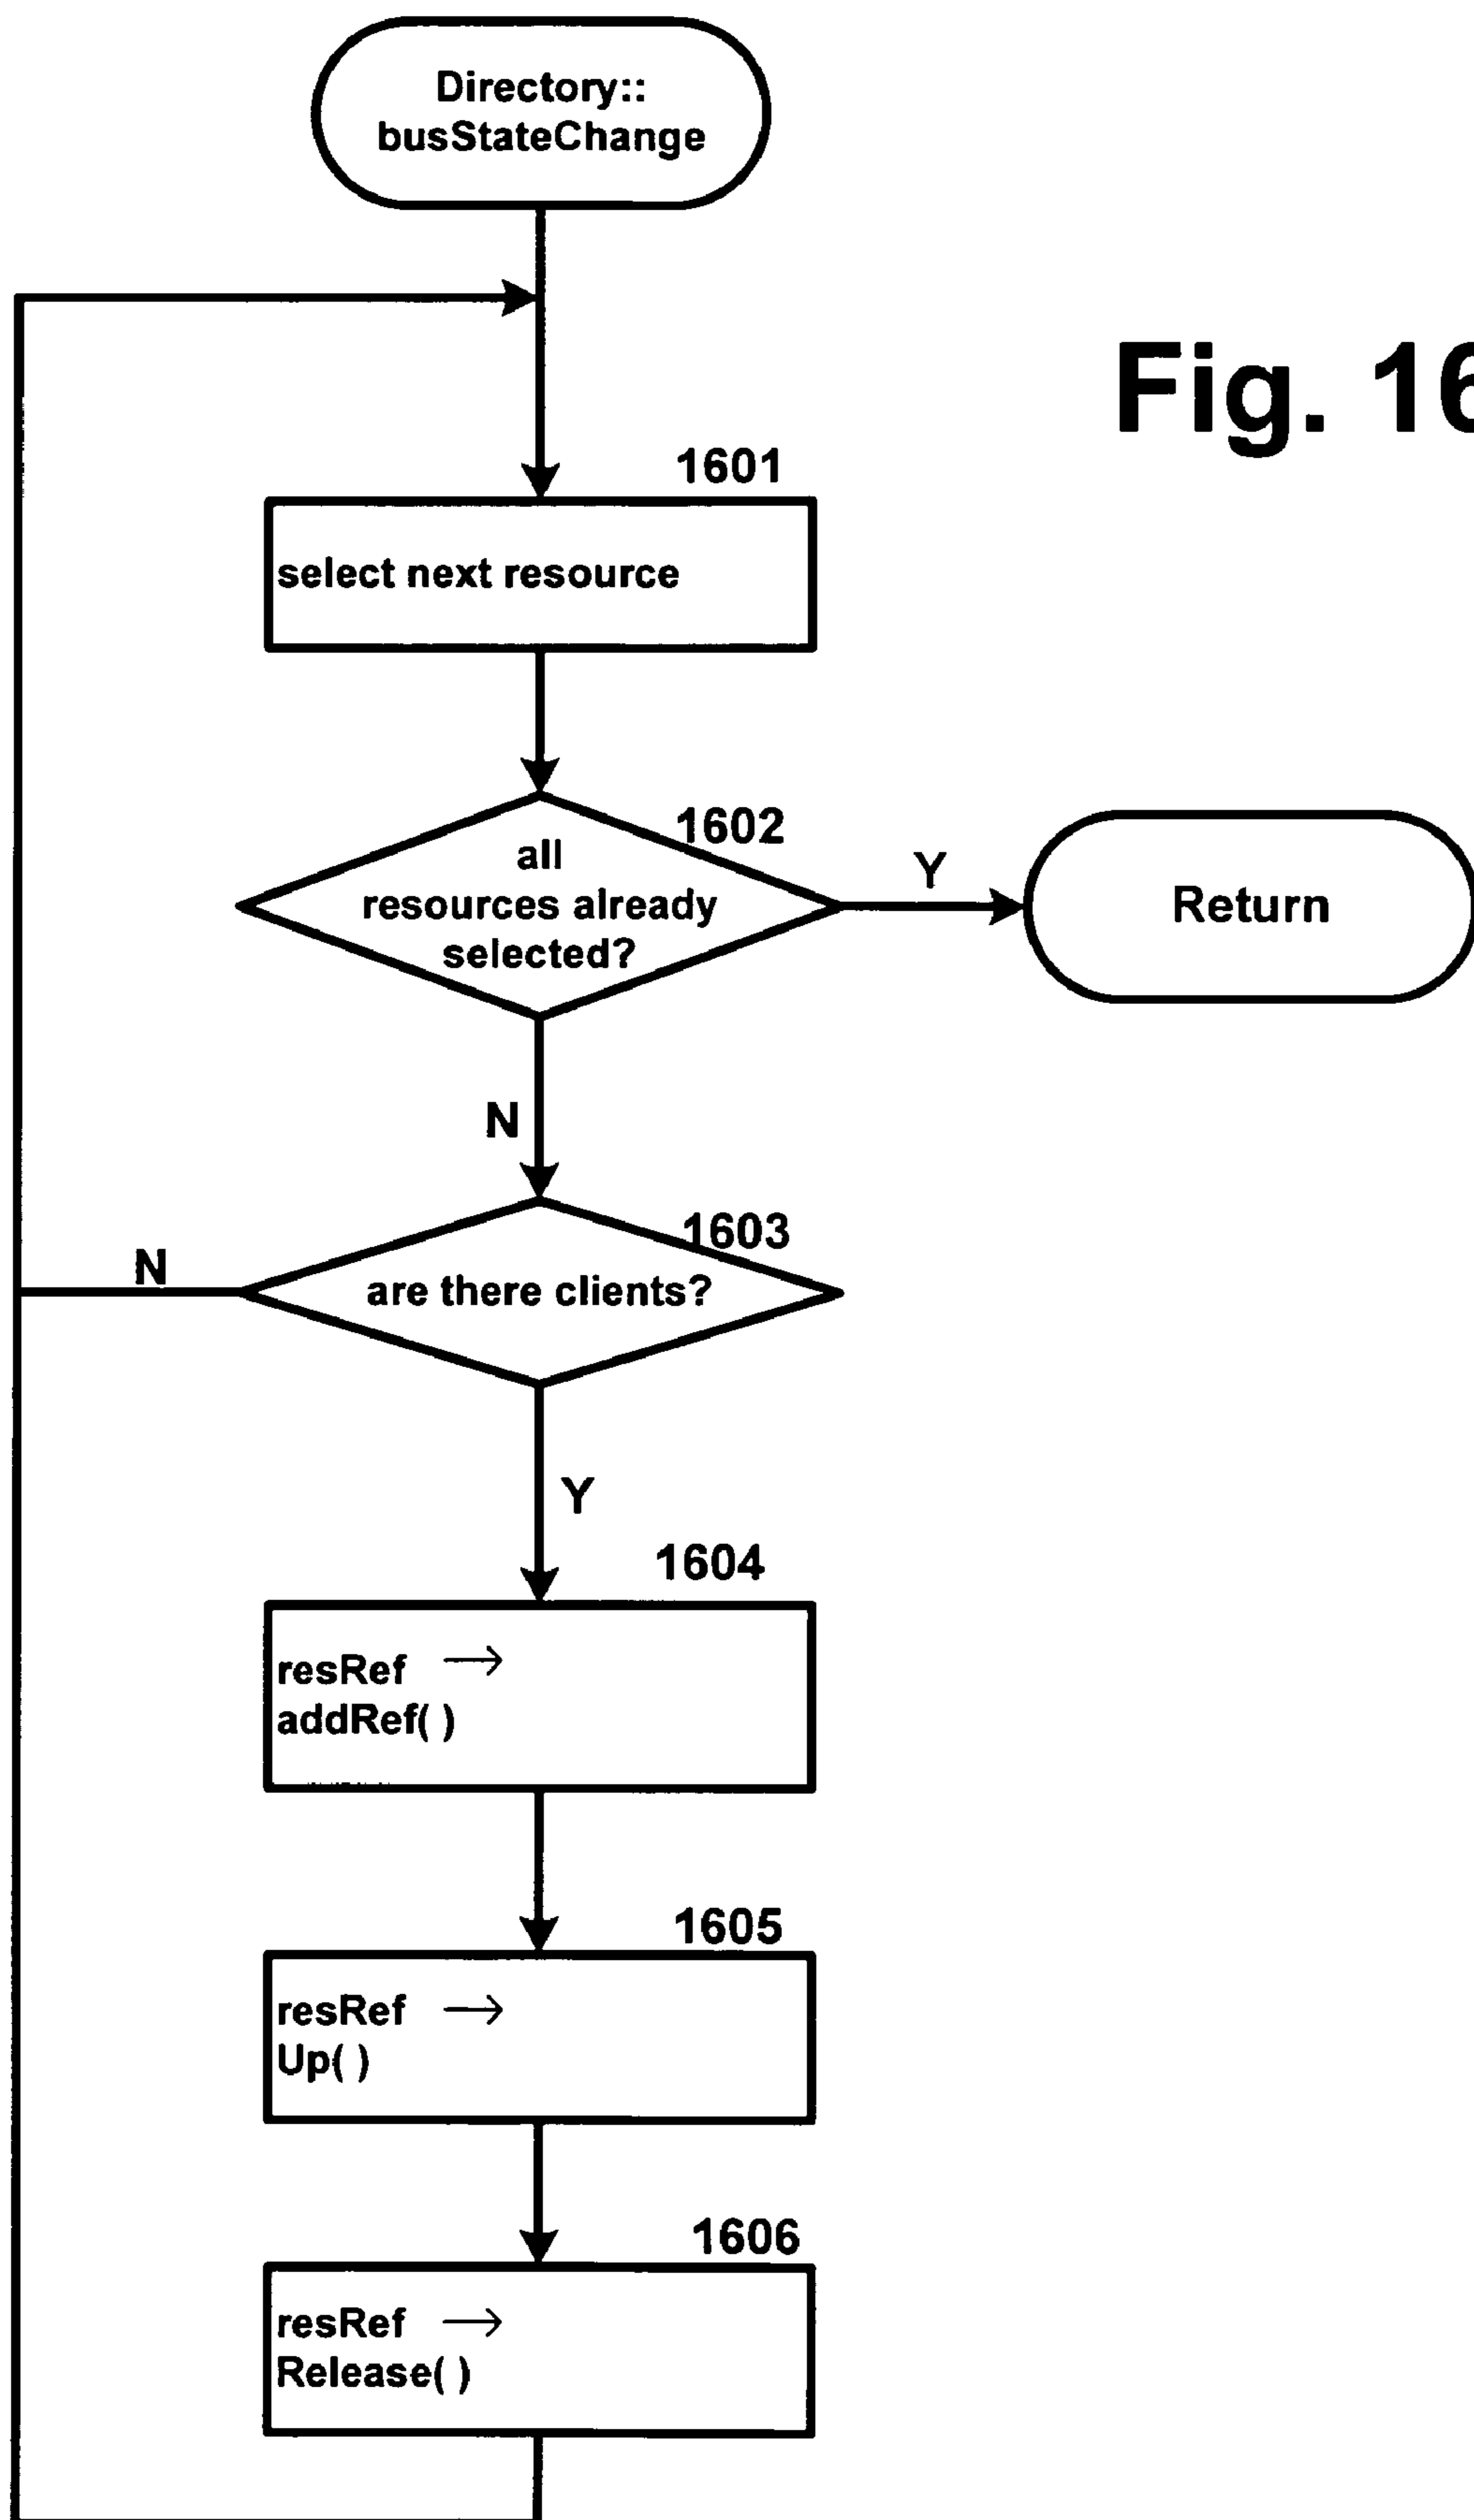 Directory::
busStateChange
Fig. 16
1601
select next resource
1602
all
resources already
selected?
Y
Return
N
1603
are there clients?
N
Y
1604
resRef →
addRef( )
1605
resRef →
Up( )
1606
resRef →
Release( )